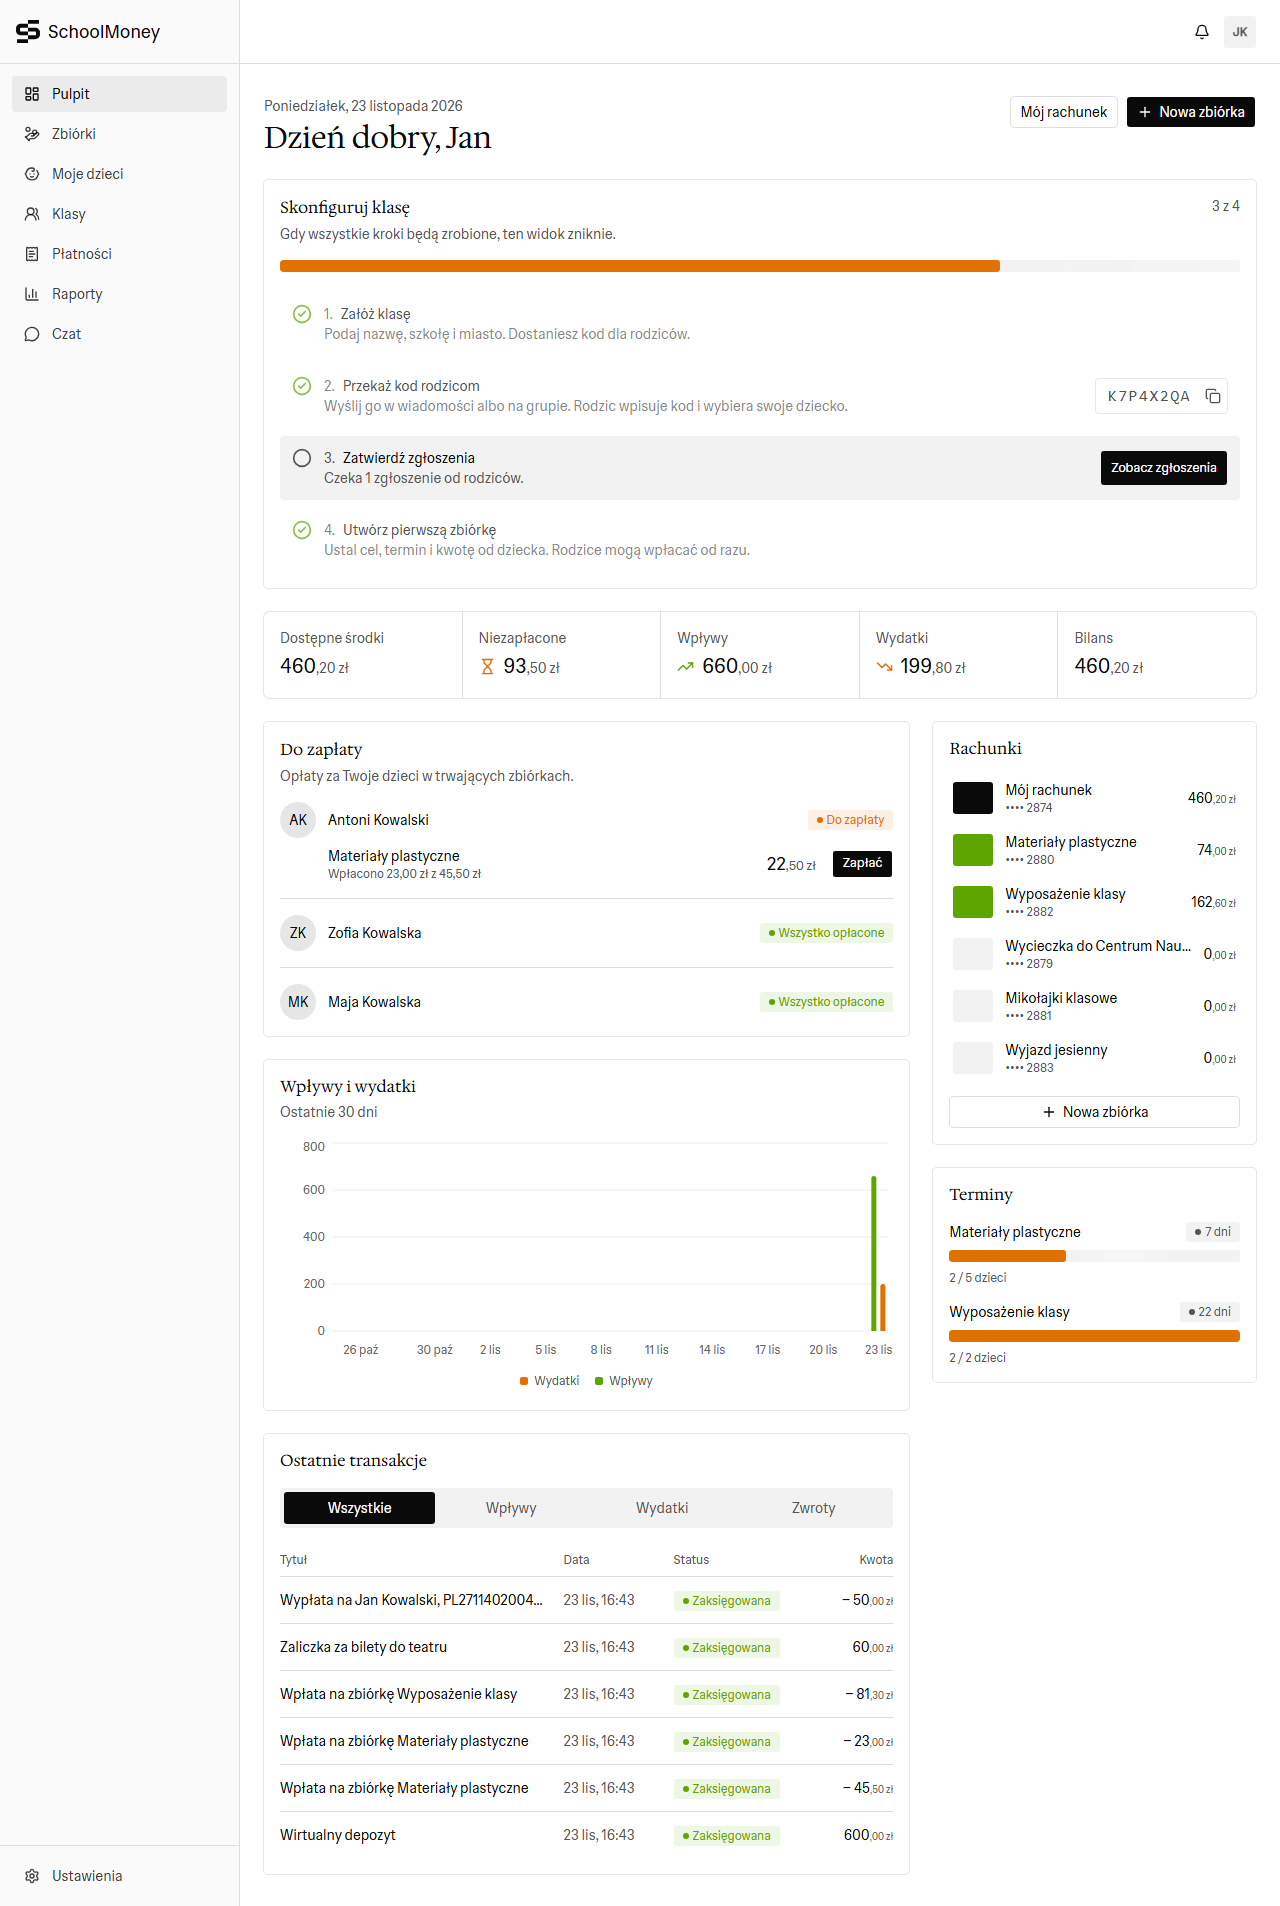 SchoolMoney
JK
Pulpit
Zbiórki
Moje dzieci
Klasy
Płatności
Raporty
Czat
Ustawienia
Poniedziałek, 23 listopada 2026
Dzień dobry, Jan
Mój rachunek
Nowa zbiórka
Skonfiguruj klasę
3 z 4
Gdy wszystkie kroki będą zrobione, ten widok zniknie.
1. Załóż klasę
Podaj nazwę, szkołę i miasto. Dostaniesz kod dla rodziców.
2. Przekaż kod rodzicom
Wyślij go w wiadomości albo na grupie. Rodzic wpisuje kod i wybiera swoje dziecko.
K7P4X2QA
3. Zatwierdź zgłoszenia
Czeka 1 zgłoszenie od rodziców.
Zobacz zgłoszenia
4. Utwórz pierwszą zbiórkę
Ustal cel, termin i kwotę od dziecka. Rodzice mogą wpłacać od razu.
Dostępne środki
460,20 zł
Niezapłacone
93,50 zł
Wpływy
660,00 zł
Wydatki
199,80 zł
Bilans
460,20 zł
Do zapłaty
Opłaty za Twoje dzieci w trwających zbiórkach.
AK Antoni Kowalski Do zapłaty
Materiały plastyczne
Wpłacono 23,00 zł z 45,50 zł
22,50 zł
Zapłać
ZK Zofia Kowalska Wszystko opłacone
MK Maja Kowalska Wszystko opłacone
Wpływy i wydatki
Ostatnie 30 dni
800
600
400
200
0
26 paź 30 paź 2 lis 5 lis 8 lis 11 lis 14 lis 17 lis 20 lis 23 lis
Wydatki Wpływy
Ostatnie transakcje
Wszystkie Wpływy Wydatki Zwroty
Tytuł Data Status Kwota
Wypłata na Jan Kowalski, PL2711402004... 23 lis, 16:43 Zaksięgowana − 50,00 zł
Zaliczka za bilety do teatru 23 lis, 16:43 Zaksięgowana 60,00 zł
Wpłata na zbiórkę Wyposażenie klasy 23 lis, 16:43 Zaksięgowana − 81,30 zł
Wpłata na zbiórkę Materiały plastyczne 23 lis, 16:43 Zaksięgowana − 23,00 zł
Wpłata na zbiórkę Materiały plastyczne 23 lis, 16:43 Zaksięgowana − 45,50 zł
Wirtualny depozyt 23 lis, 16:43 Zaksięgowana 600,00 zł
Rachunki
Mój rachunek
•••• 2874
460,20 zł
Materiały plastyczne
•••• 2880
74,00 zł
Wyposażenie klasy
•••• 2882
162,60 zł
Wycieczka do Centrum Nau...
•••• 2879
0,00 zł
Mikołajki klasowe
•••• 2881
0,00 zł
Wyjazd jesienny
•••• 2883
0,00 zł
Nowa zbiórka
Terminy
Materiały plastyczne 7 dni
2 / 5 dzieci
Wyposażenie klasy 22 dni
2 / 2 dzieci